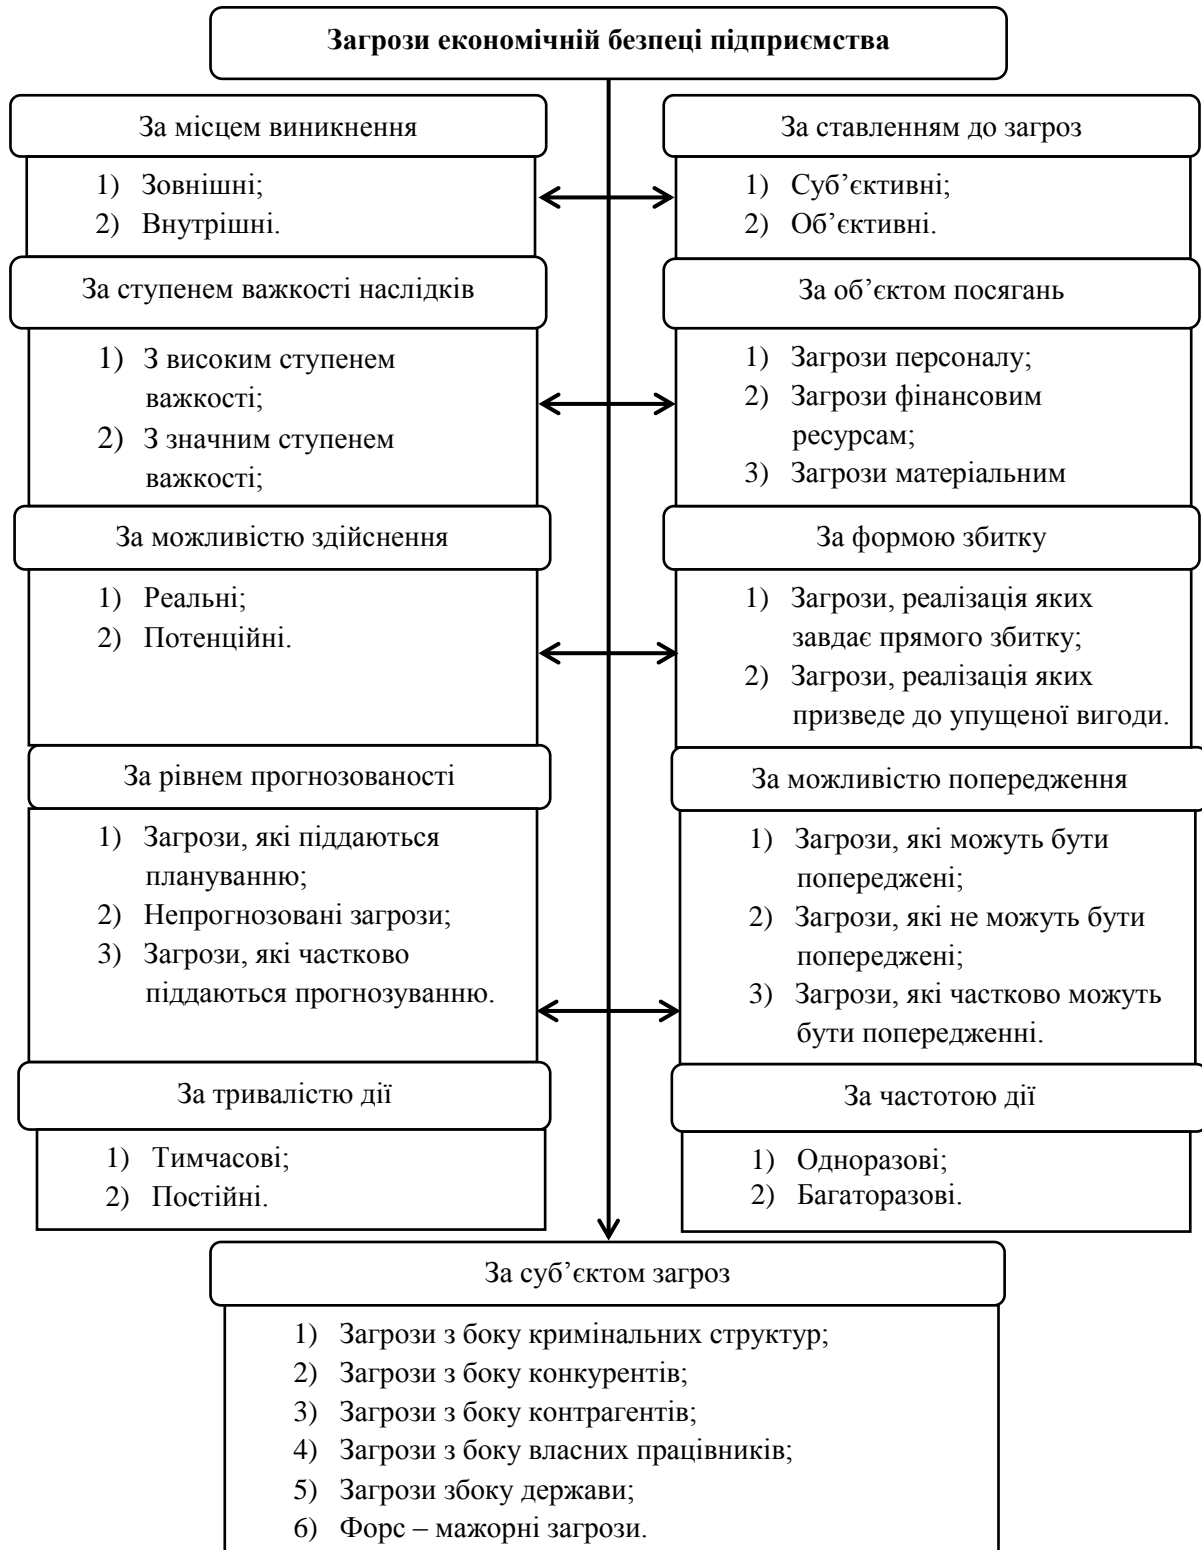 Загрози економічній безпеці підприємства
За місцем виникнення
1) Зовнішні;
2) Внутрішні.
За ставленням до загроз
1) Суб’єктивні;
2) Об’єктивні.
За ступенем важкості наслідків
1) З високим ступенем
важкості;
2) З значним ступенем
важкості;
За об’єктом посягань
1) Загрози персоналу;
2) Загрози фінансовим
ресурсам;
3) Загрози матеріальним
За можливістю здійснення
1) Реальні;
2) Потенційні.
За формою збитку
1) Загрози, реалізація яких
завдає прямого збитку;
2) Загрози, реалізація яких
призведе до упущеної вигоди.
За рівнем прогнозованості
1) Загрози, які піддаються
плануванню;
2) Непрогнозовані загрози;
3) Загрози, які частково
піддаються прогнозуванню.
За можливістю попередження
1) Загрози, які можуть бути
попереджені;
2) Загрози, які не можуть бути
попереджені;
3) Загрози, які частково можуть
бути попередженні.
За тривалістю дії
1) Тимчасові;
2) Постійні.
За частотою дії
1) Одноразові;
2) Багаторазові.
За суб’єктом загроз
1) Загрози з боку кримінальних структур;
2) Загрози з боку конкурентів;
3) Загрози з боку контрагентів;
4) Загрози з боку власних працівників;
5) Загрози збоку держави;
6) Форс – мажорні загрози.